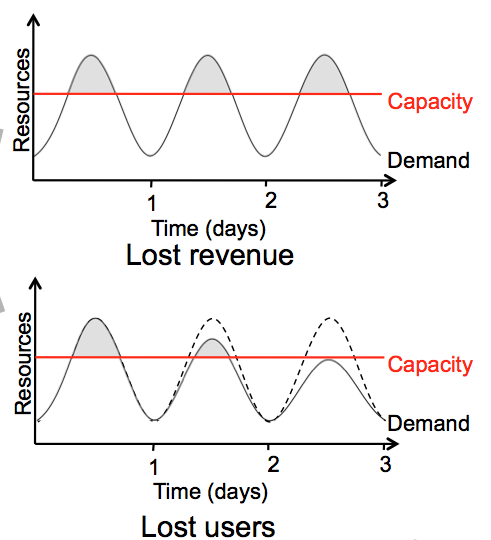 Resources
Capacity
Demand
1 2 3
Time (days)
Lost revenue
Resources
Capacity
Demand
1 2 3
Time (days)
Lost users